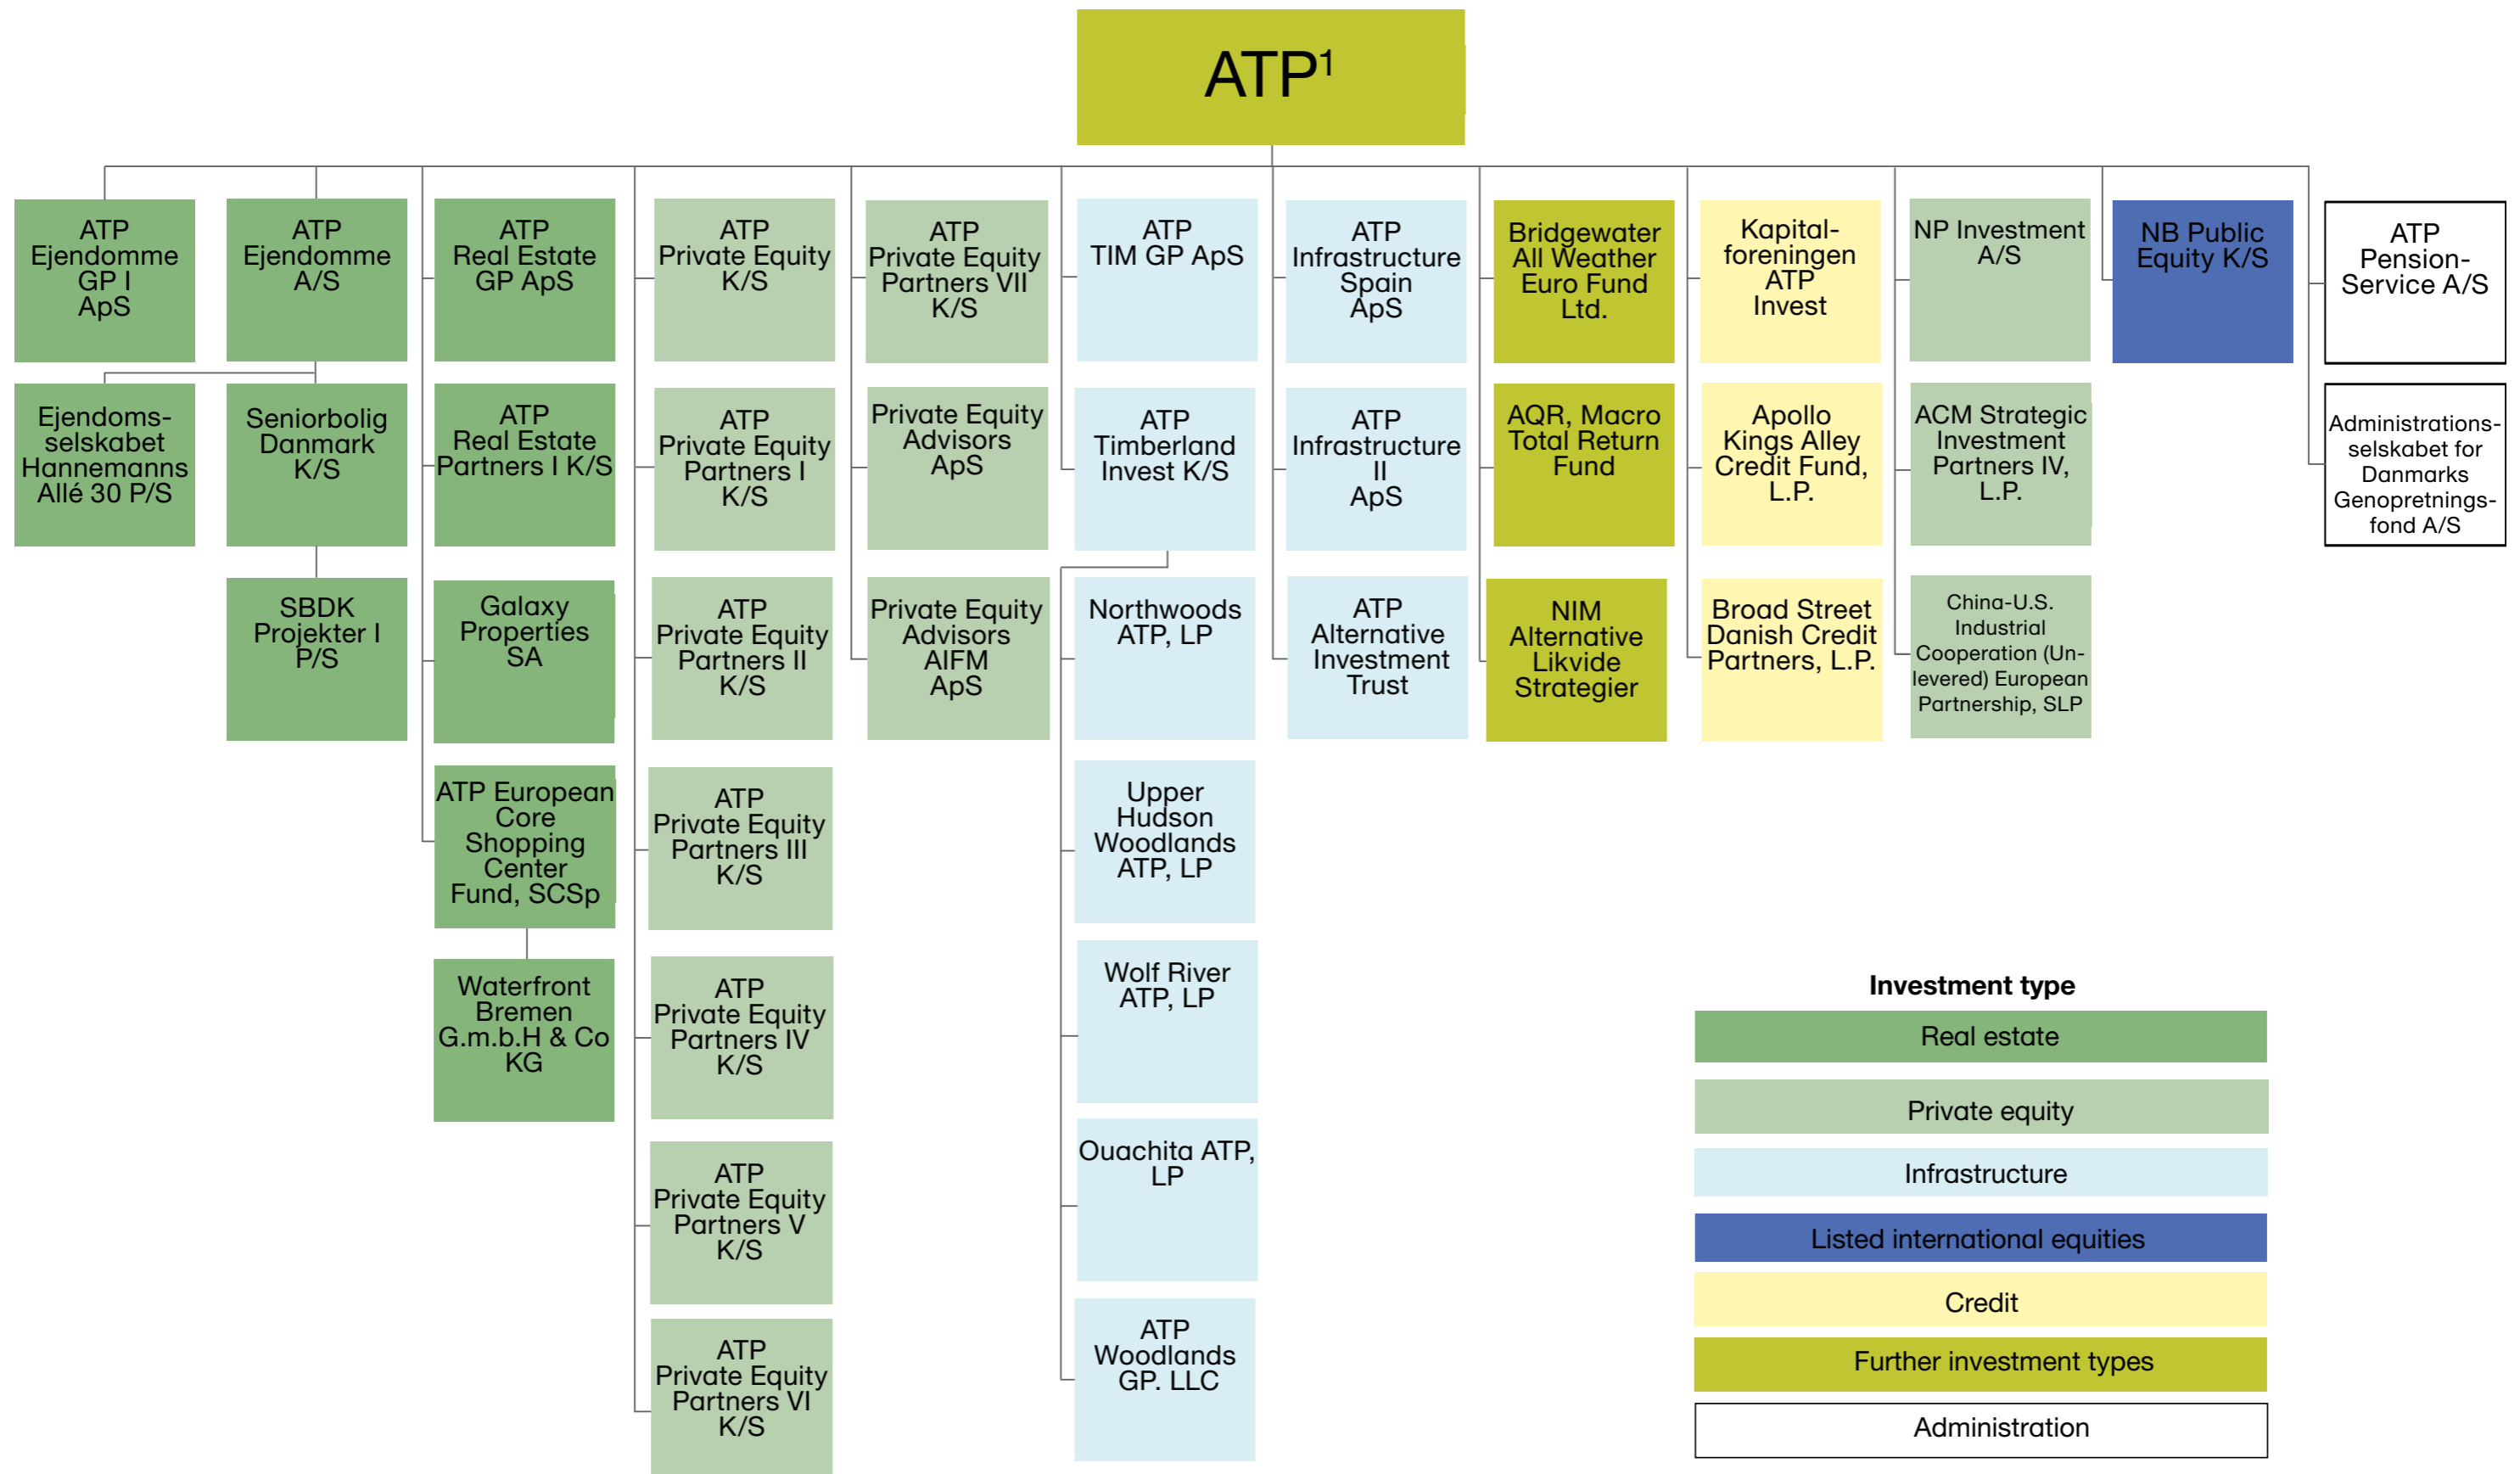 ATP¹
ATP
Ejendomme
GP I
ApS
ATP
Ejendomme
A/S
ATP
Real Estate
GP ApS
ATP
Private Equity
K/S
ATP
Private Equity
Partners VII
K/S
ATP
TIM GP ApS
ATP
Infrastructure
Spain
ApS
Bridgewater
All Weather
Euro Fund
Ltd.
Kapital-
foreningen
ATP
Invest
NP Investment
A/S
NB Public
Equity K/S
ATP
Pension-
Service A/S
Ejendoms-
selskabet
Hannemanns
Allé 30 P/S
Seniorbolig
Danmark
K/S
ATP
Real Estate
Partners I K/S
ATP
Private Equity
Partners I
K/S
Private Equity
Advisors
ApS
ATP
Timberland
Invest K/S
ATP
Infrastructure
II
ApS
AQR, Macro
Total Return
Fund
Apollo
Kings Alley
Credit Fund,
L.P.
ACM Strategic
Investment
Partners IV,
L.P.
Administrations-
selskabet for
Danmarks
Genopretnings-
fond A/S
SBDK
Projekter I
P/S
Galaxy
Properties
SA
ATP
Private Equity
Partners II
K/S
Private Equity
Advisors
AIFM
ApS
Northwoods
ATP, LP
ATP
Alternative
Investment
Trust
NIM
Alternative
Likvide
Strategier
Broad Street
Danish Credit
Partners, L.P.
China-U.S.
Industrial
Cooperation (Un-
levered) European
Partnership, SLP
ATP European
Core
Shopping
Center
Fund, SCSp
ATP
Private Equity
Partners III
K/S
Upper
Hudson
Woodlands
ATP, LP
Waterfront
Bremen
G.m.b.H & Co
KG
ATP
Private Equity
Partners IV
K/S
Wolf River
ATP, LP
ATP
Private Equity
Partners V
K/S
Ouachita ATP,
LP
ATP
Private Equity
Partners VI
K/S
ATP
Woodlands
GP. LLC
Investment type
Real estate
Private equity
Infrastructure
Listed international equities
Credit
Further investment types
Administration